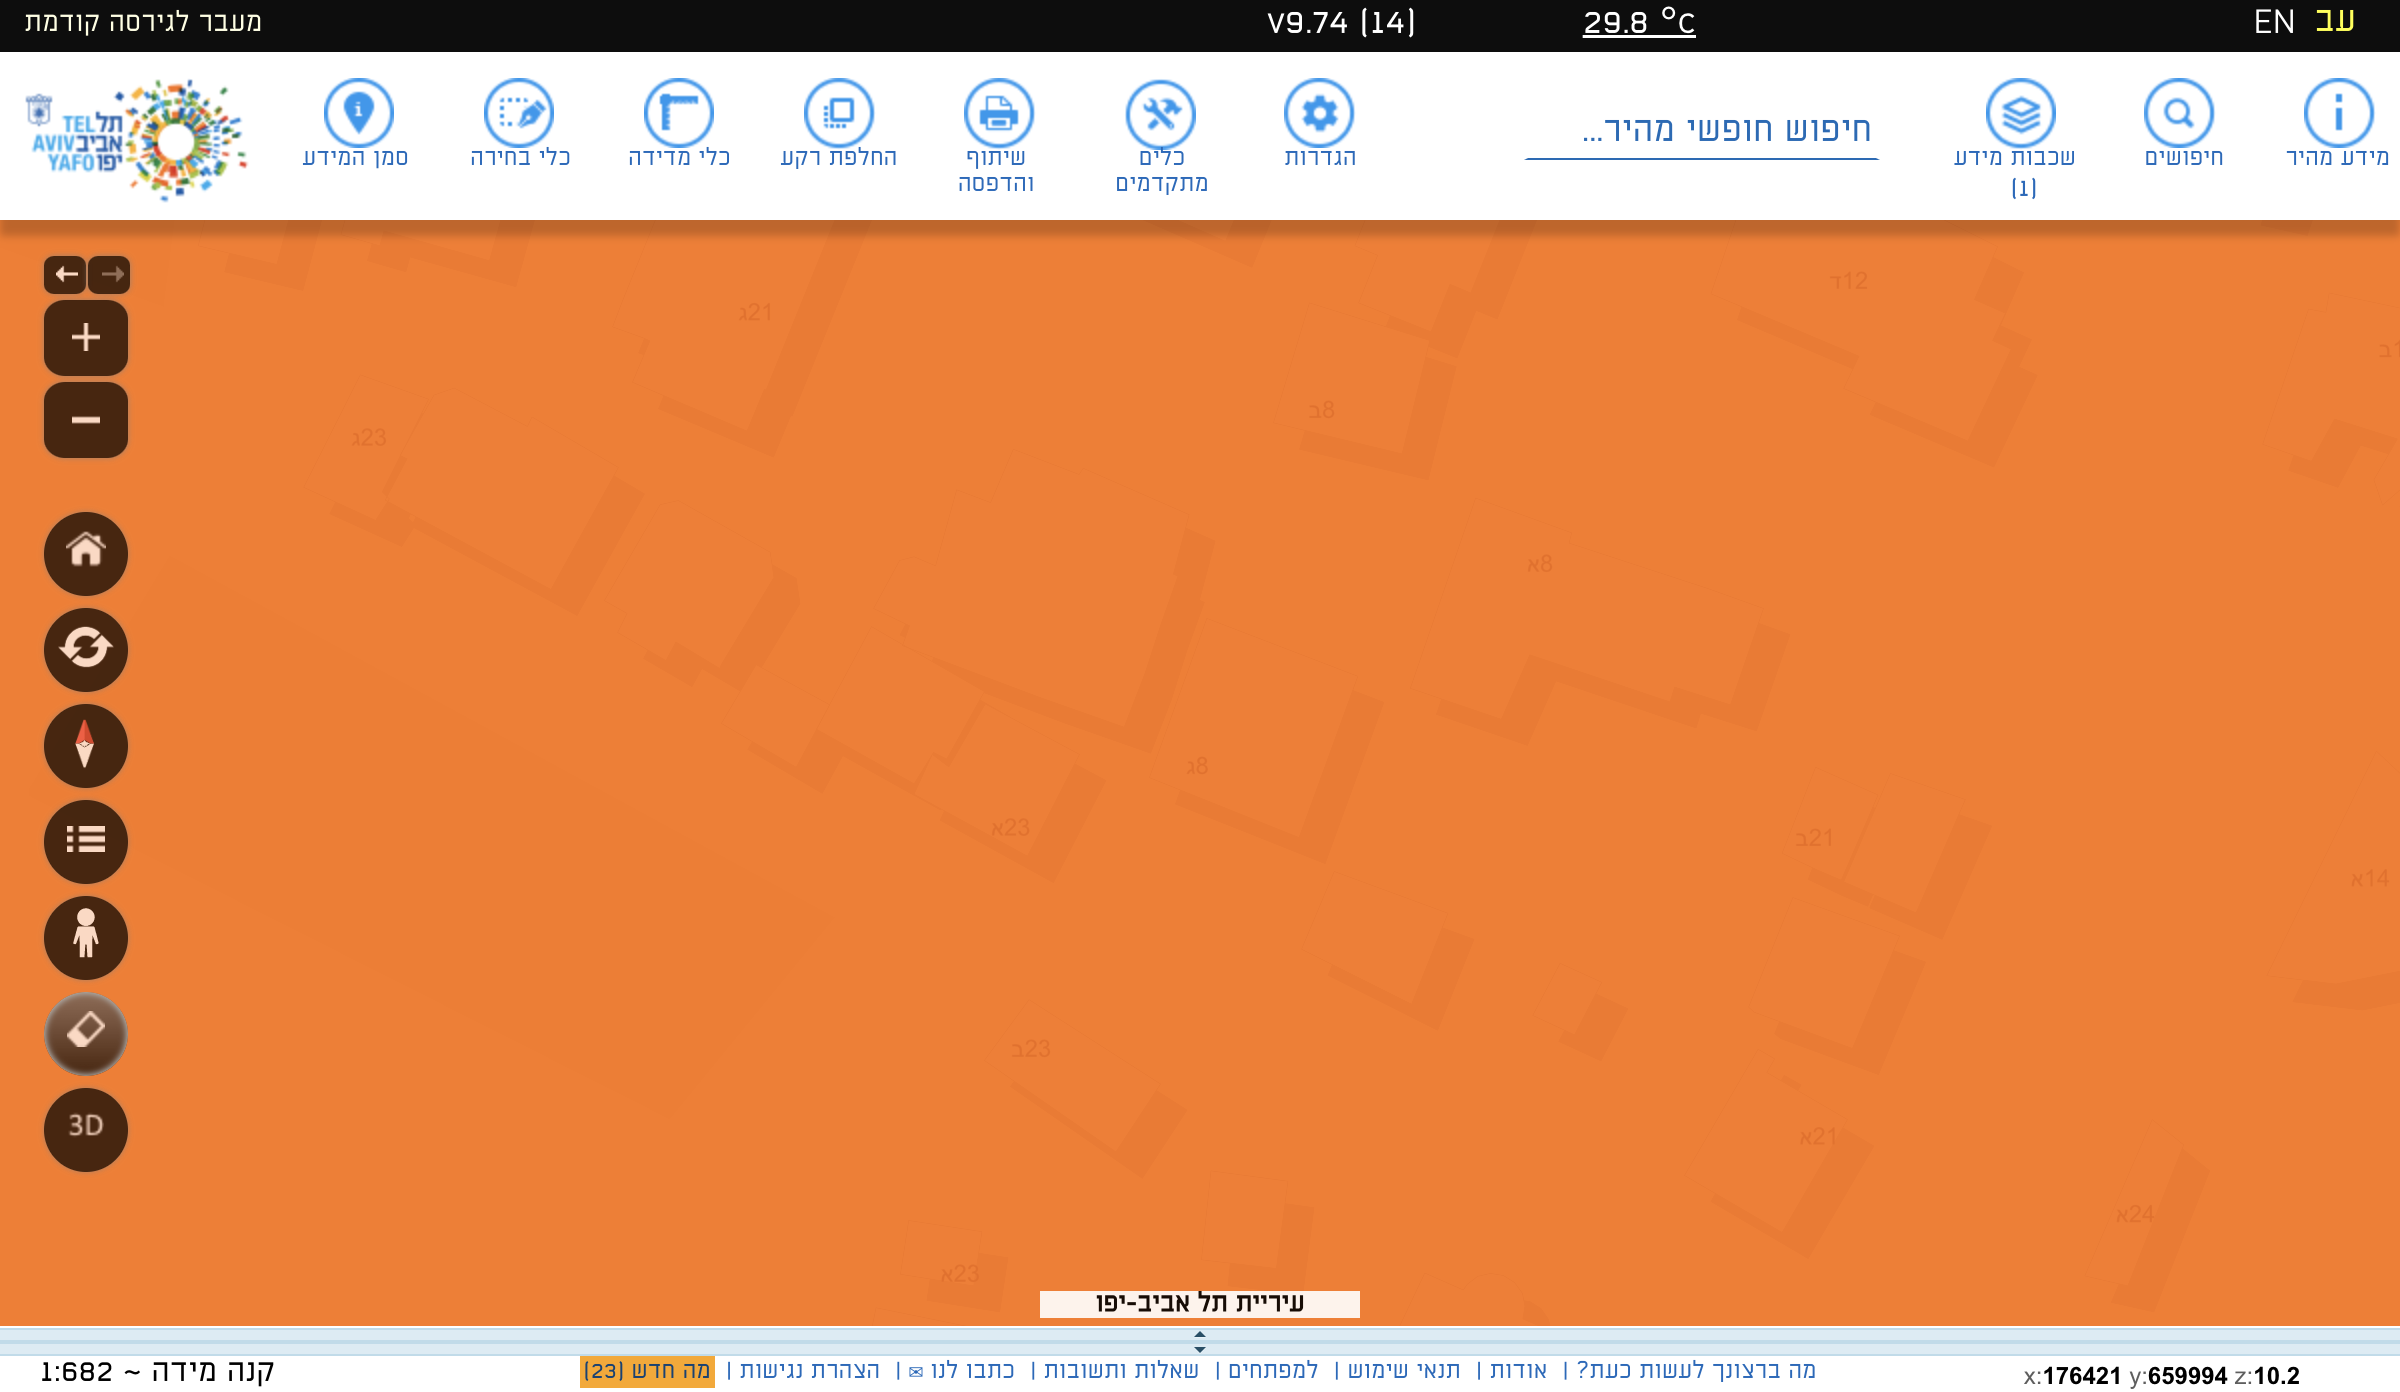 עב EN
29.8 °C
V9.74 (14)
מעבר לגירסה קודמת
מידע מהיר
חיפושים
שכבות מידע
(1)
חיפוש חופשי מהיר...
הגדרות
כלים
מתקדמים
שיתוף
והדפסה
החלפת רקע
כלי מדידה
כלי בחירה
סמן המידע
תל
אביב
יפו
TEL
AVIV
YAFO
12ד
21ג
8ב
23ג
8א
8ג
23א
21ב
14א
23ב
21א
24א
23א
3D
עיריית תל אביב-יפו
x:176421 y:659994 z:10.2
מה ברצונך לעשות כעת? | אודות | תנאי שימוש | למפתחים | שאלות ותשובות | כתבו לנו ✉ | הצהרת נגישות | מה חדש (23)
קנה מידה ~ 1:682